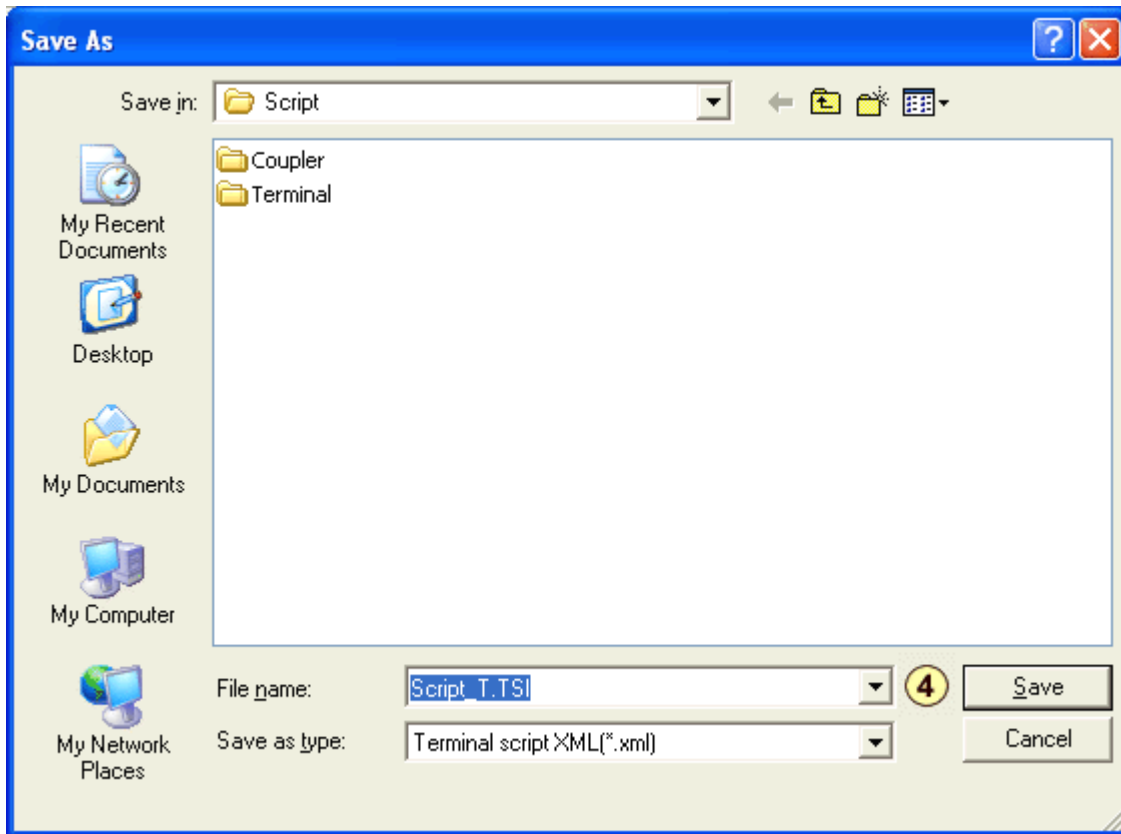 Save As
Save in: Script
Coupler
Terminal
My Recent
Documents
Desktop
My Documents
My Computer
My Network
Places
File name: Script_T.TSI 4 Save
Save as type: Terminal script XML(*.xml) Cancel